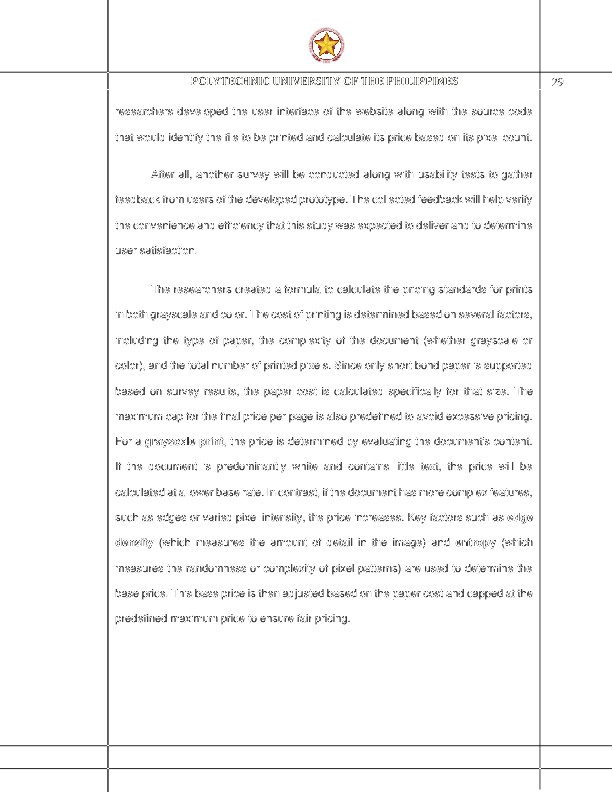 POLYTECHNIC UNIVERSITY OF THE PHILIPPINES
25
researchers developed the user interface of the website along with the source code
that would identify the file to be printed and calculate its price based on its pixel count.
After all, another survey will be conducted along with usability tests to gather
feedback from users of the developed prototype. The collected feedback will help verify
the convenience and efficiency that this study was expected to deliver and to determine
user satisfaction.
The researchers created a formula to calculate the pricing standards for prints
in both grayscale and color. The cost of printing is determined based on several factors,
including the type of paper, the complexity of the document (whether grayscale or
color), and the total number of printed pixels. Since only short bond paper is supported
based on survey results, the paper cost is calculated specifically for that size. The
maximum cap for the final price per page is also predefined to avoid excessive pricing.
For a grayscale print, the price is determined by evaluating the document's content.
If the document is predominantly white and contains little text, the price will be
calculated at a lower base rate. In contrast, if the document has more complex features,
such as edges or varied pixel intensity, the price increases. Key factors such as edge
density (which measures the amount of detail in the image) and entropy (which
measures the randomness or complexity of pixel patterns) are used to determine the
base price. This base price is then adjusted based on the paper cost and capped at the
predefined maximum price to ensure fair pricing.